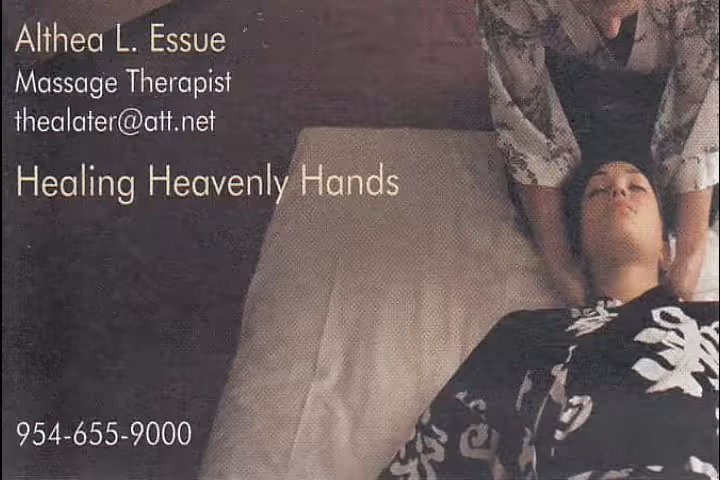 Althea L. Essue
Massage Therapist
thealater@att.net
Healing Heavenly Hands
954-655-9000